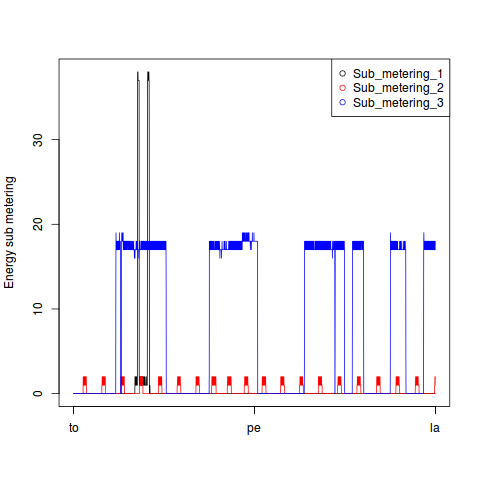 Sub_metering_1
Sub_metering_2
Sub_metering_3
Energy sub metering
30
20
10
0
to
pe
la